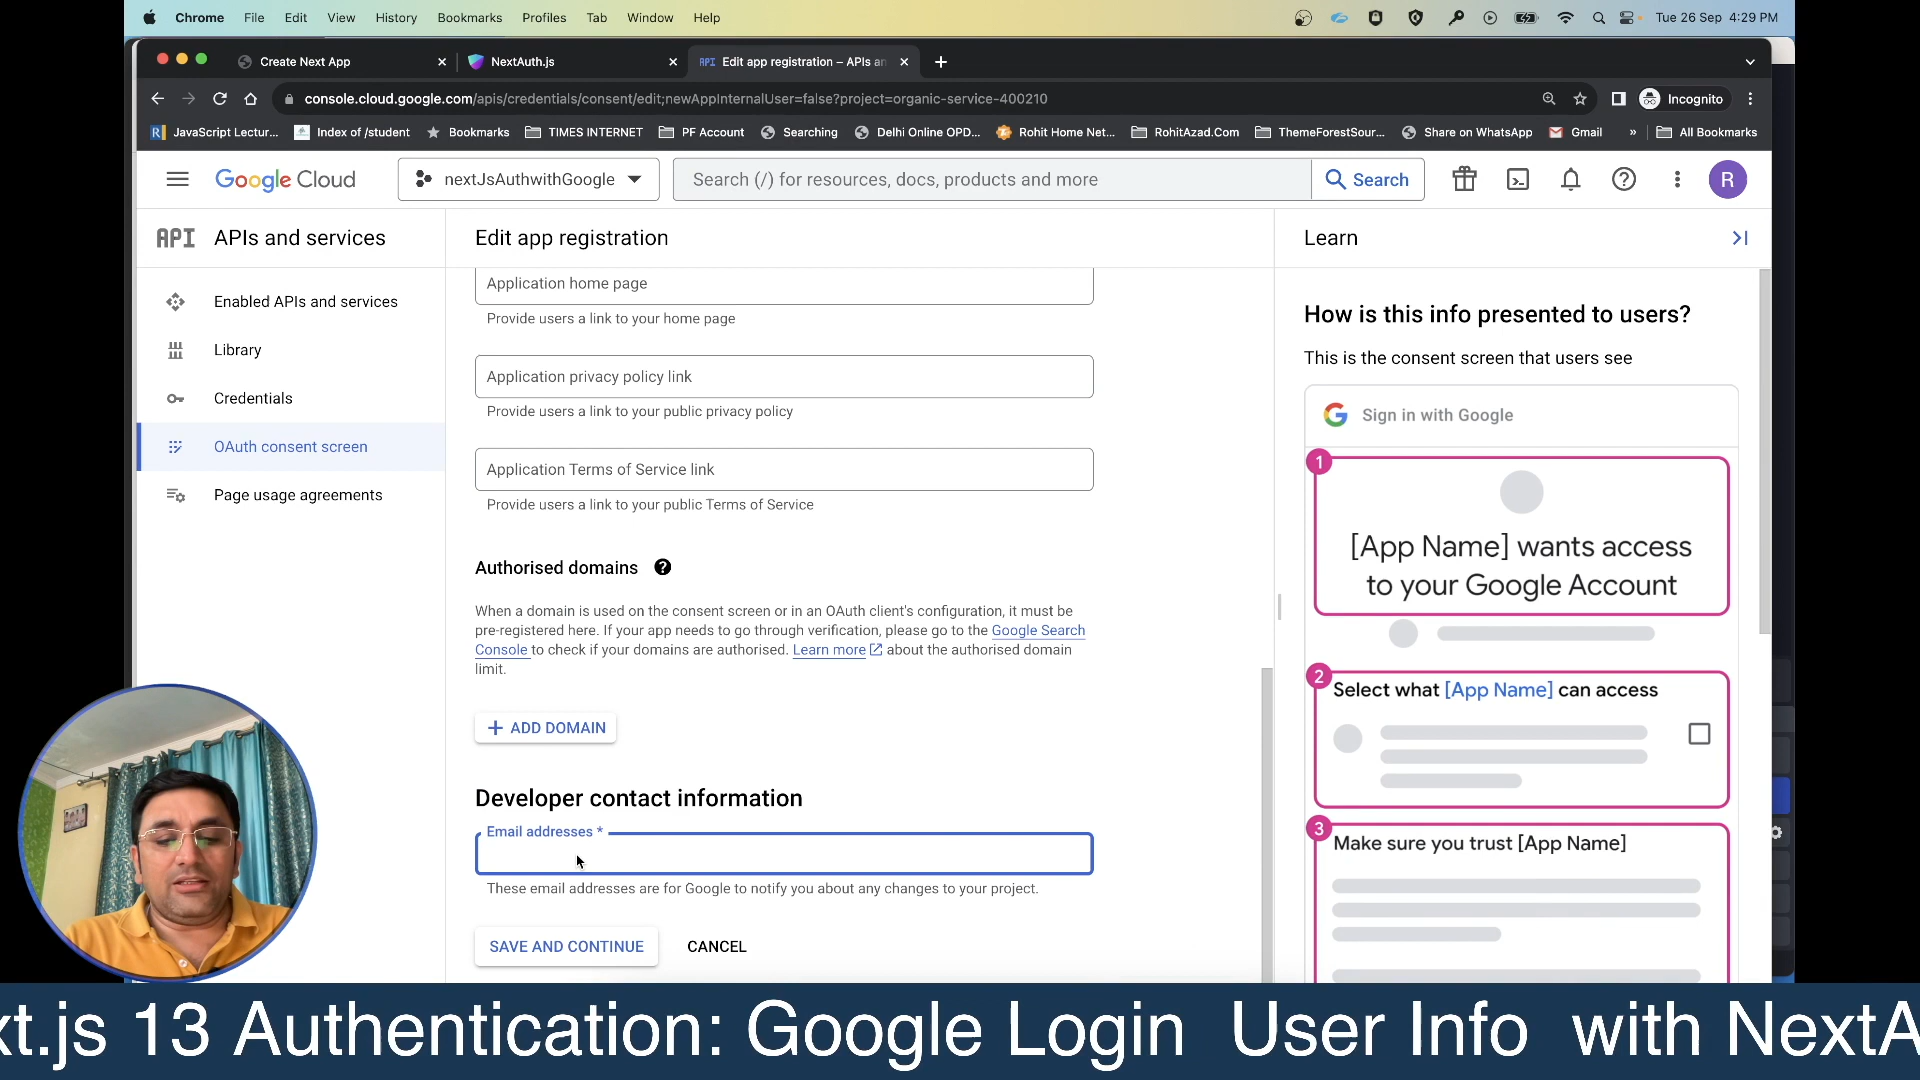 Chrome File Edit View History Bookmarks Profiles Tab Window Help Tue 26 Sep 4:29 PM
Create Next App NextAuth.js API Edit app registration – APIs an
console.cloud.google.com/apis/credentials/consent/edit;newAppInternalUser=false?project=organic-service-400210 Incognito
JavaScript Lectur... Index of /student Bookmarks TIMES INTERNET PF Account Searching Delhi Online OPD... Rohit Home Net... RohitAzad.Com ThemeForestSour... Share on WhatsApp Gmail » All Bookmarks
Google Cloud nextJsAuthwithGoogle Search (/) for resources, docs, products and more Search R
API APIs and services
Enabled APIs and services
Library
Credentials
OAuth consent screen
Page usage agreements
Edit app registration
Application home page
Provide users a link to your home page
Application privacy policy link
Provide users a link to your public privacy policy
Application Terms of Service link
Provide users a link to your public Terms of Service
Authorised domains
When a domain is used on the consent screen or in an OAuth client's configuration, it must be
pre-registered here. If your app needs to go through verification, please go to the Google Search
Console to check if your domains are authorised. Learn more about the authorised domain
limit.
+ ADD DOMAIN
Developer contact information
Email addresses *
These email addresses are for Google to notify you about any changes to your project.
SAVE AND CONTINUE CANCEL
Learn
How is this info presented to users?
This is the consent screen that users see
Sign in with Google
1
[App Name] wants access
to your Google Account
2
Select what [App Name] can access
3
Make sure you trust [App Name]
xt.js 13 Authentication: Google Login User Info with NextA